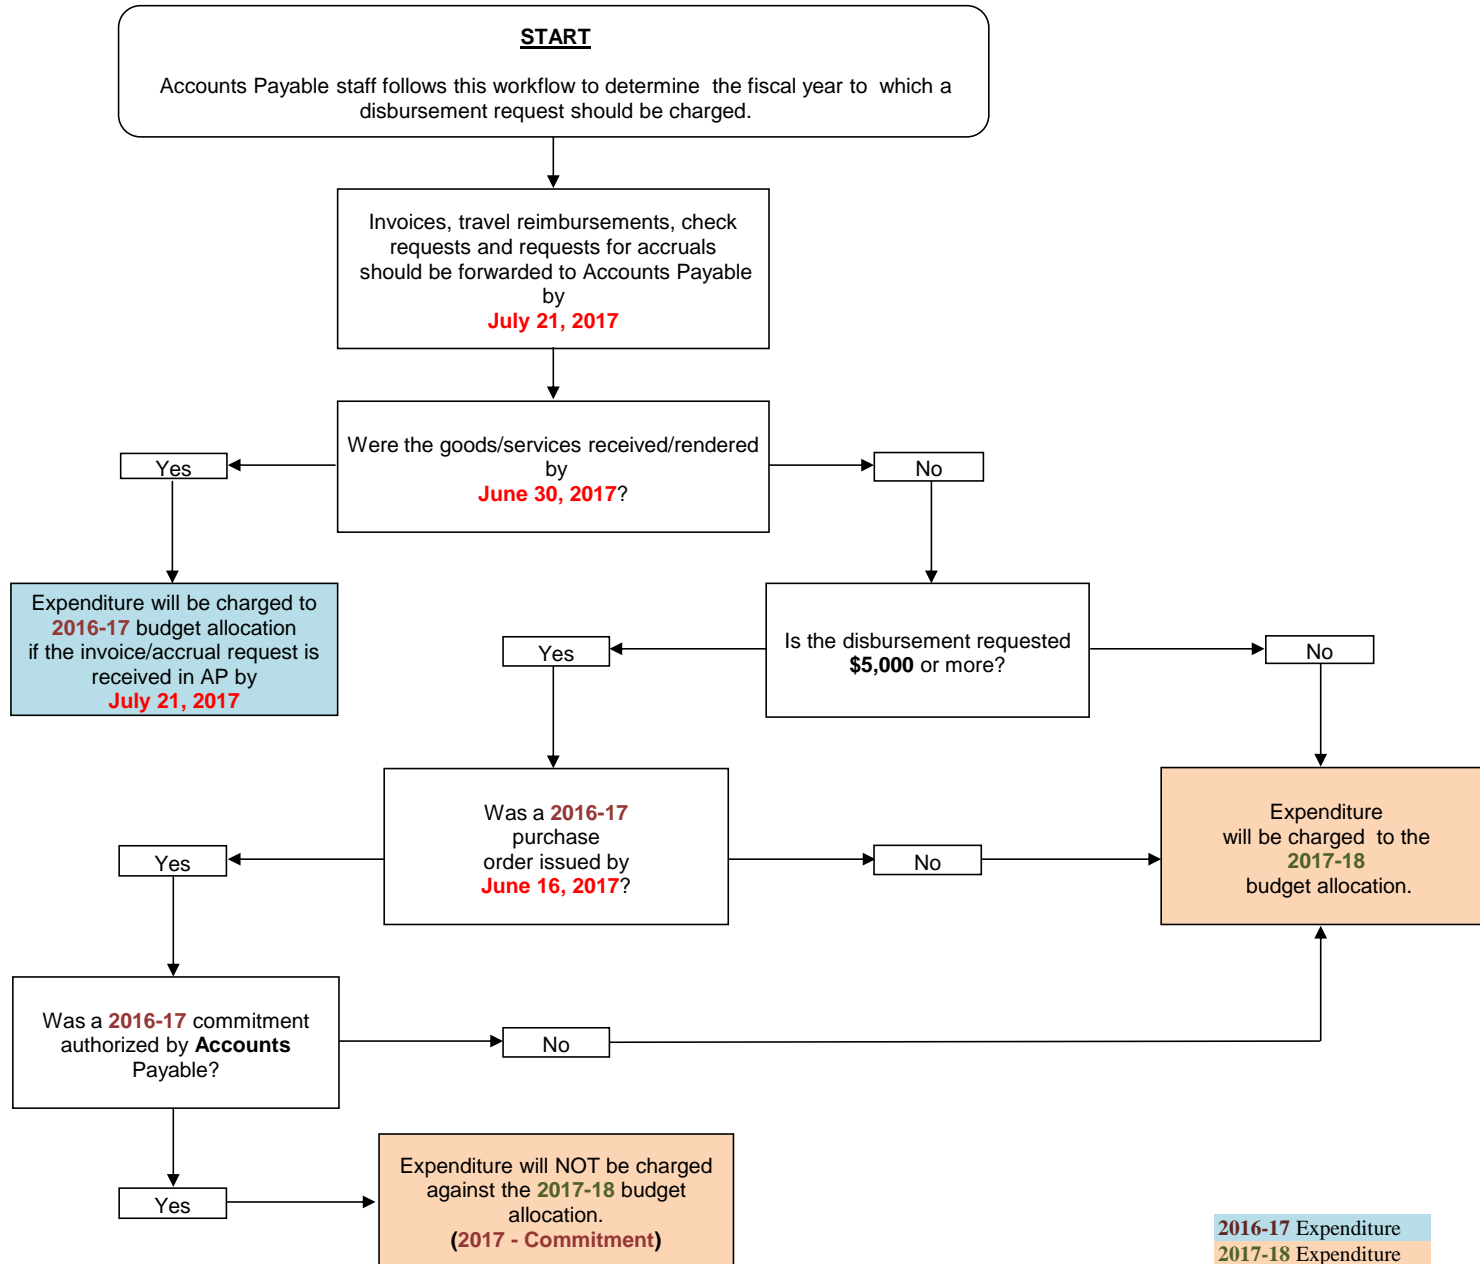 START
Accounts Payable staff follows this workflow to determine the fiscal year to which a
disbursement request should be charged.
Invoices, travel reimbursements, check
requests and requests for accruals
should be forwarded to Accounts Payable
by
July 21, 2017
Were the goods/services received/rendered
by
June 30, 2017?
Yes
No
Expenditure will be charged to
2016-17 budget allocation
if the invoice/accrual request is
received in AP by
July 21, 2017
Is the disbursement requested
$5,000 or more?
Yes
No
Was a 2016-17
purchase
order issued by
June 16, 2017?
Yes
No
Expenditure
will be charged to the
2017-18
budget allocation.
Was a 2016-17 commitment
authorized by Accounts
Payable?
No
Yes
Expenditure will NOT be charged
against the 2017-18 budget
allocation.
(2017 - Commitment)
2016-17 Expenditure
2017-18 Expenditure